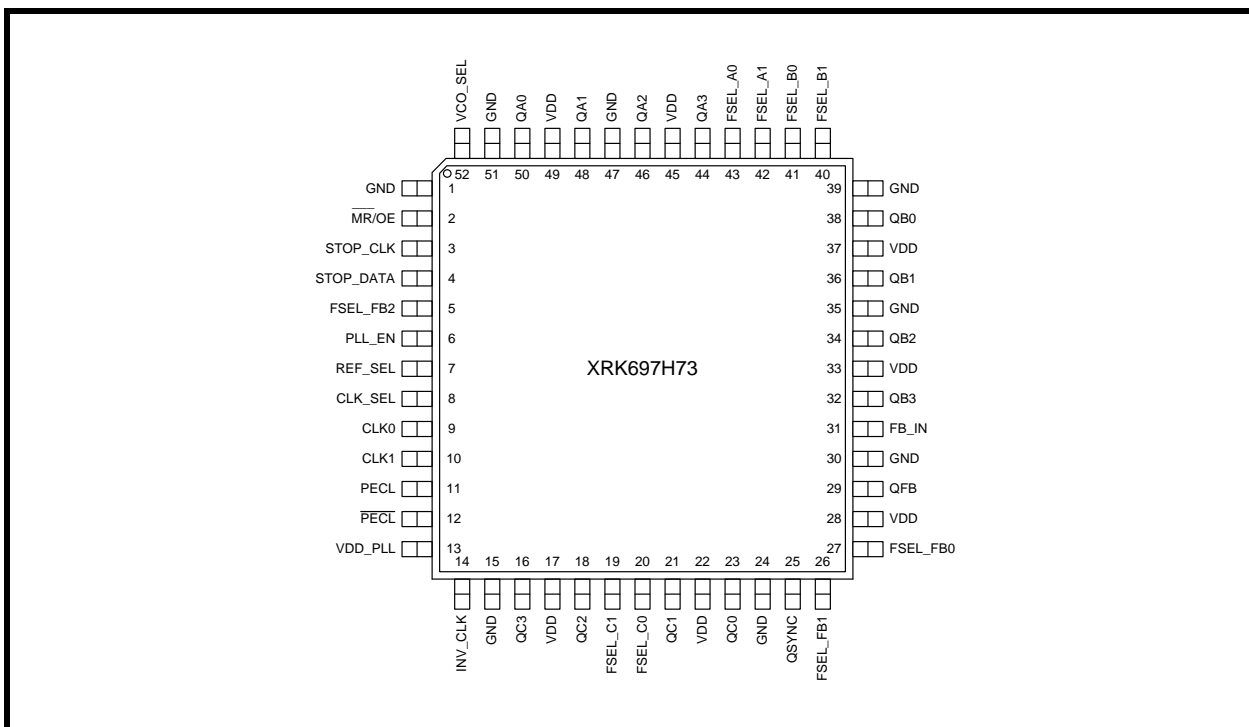 VCO_SEL
GND
QA0
VDD
QA1
GND
QA2
VDD
QA3
FSEL_A0
FSEL_A1
FSEL_B0
FSEL_B1
52 51 50 49 48 47 46 45 44 43 42 41 40
GND 1
MR/OE 2
STOP_CLK 3
STOP_DATA 4
FSEL_FB2 5
PLL_EN 6
REF_SEL 7
CLK_SEL 8
CLK0 9
CLK1 10
PECL 11
PECL 12
VDD_PLL 13
XRK697H73
39 GND
38 QB0
37 VDD
36 QB1
35 GND
34 QB2
33 VDD
32 QB3
31 FB_IN
30 GND
29 QFB
28 VDD
27 FSEL_FB0
14 15 16 17 18 19 20 21 22 23 24 25 26
INV_CLK
GND
QC3
VDD
QC2
FSEL_C1
FSEL_C0
QC1
VDD
QC0
GND
QSYNC
FSEL_FB1